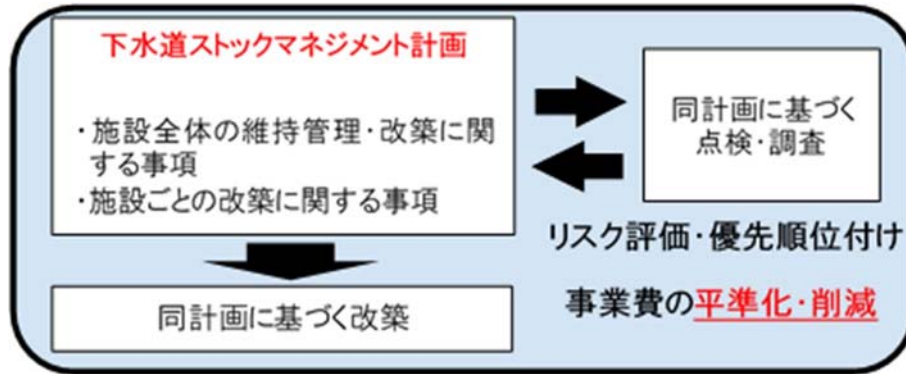 下水道ストックマネジメント計画
・施設全体の維持管理・改築に関
する事項
・施設ごとの改築に関する事項
同計画に基づく
点検・調査
リスク評価・優先順位付け
事業費の平準化・削減
同計画に基づく改築